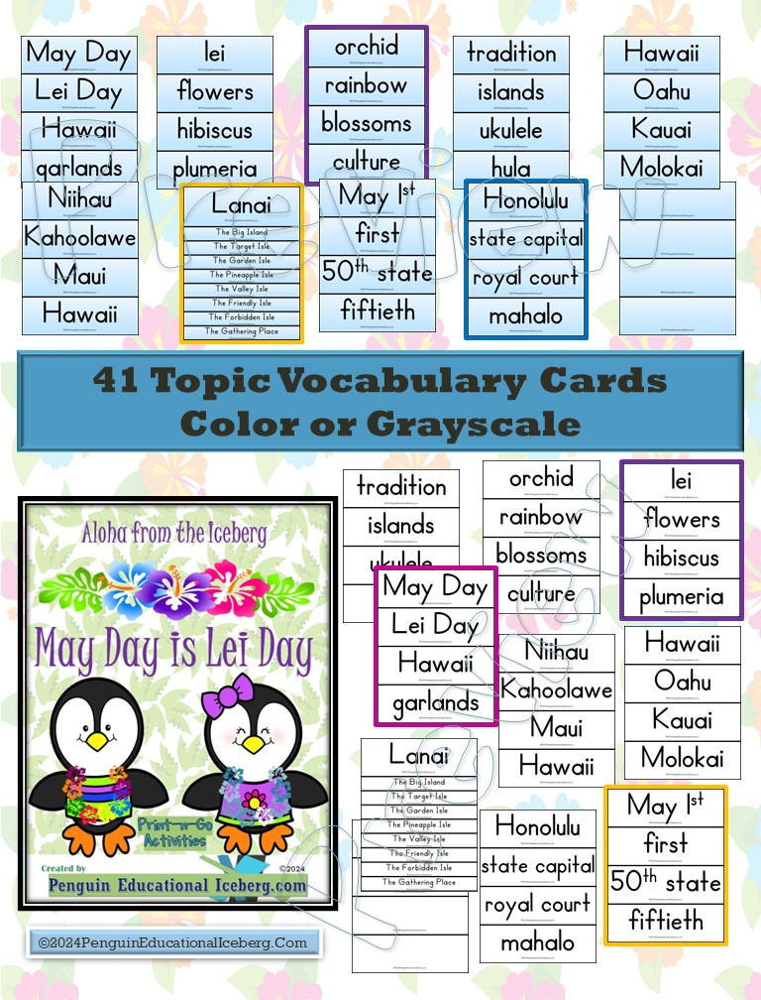 May Day
Lei Day
Hawaii
garlands
lei
flowers
hibiscus
plumeria
orchid
rainbow
blossoms
culture
tradition
islands
ukulele
hula
Hawaii
Oahu
Kauai
Molokai
Niihau
Kahoolawe
Maui
Hawaii
Lanai
The Big Island
The Target Isle
The Garden Isle
The Pineapple Isle
The Valley Isle
The Friendly Isle
The Forbidden Isle
The Gathering Place
May 1st
first
50th state
fiftieth
Honolulu
state capital
royal court
mahalo
Preview
41 Topic Vocabulary Cards
Color or Grayscale
Aloha from the Iceberg
May Day is Lei Day
Print-n-Go
Activities
Created by
©2024
Penguin Educational Iceberg.com
©2024PenguinEducationalIceberg.Com
tradition
islands
ukulele
orchid
rainbow
blossoms
culture
lei
flowers
hibiscus
plumeria
May Day
Lei Day
Hawaii
garlands
Niihau
Kahoolawe
Maui
Hawaii
Hawaii
Oahu
Kauai
Molokai
Lanai
The Big Island
The Target Isle
The Garden Isle
The Pineapple Isle
The Valley Isle
The Friendly Isle
The Forbidden Isle
The Gathering Place
Honolulu
state capital
royal court
mahalo
May 1st
first
50th state
fiftieth
Preview